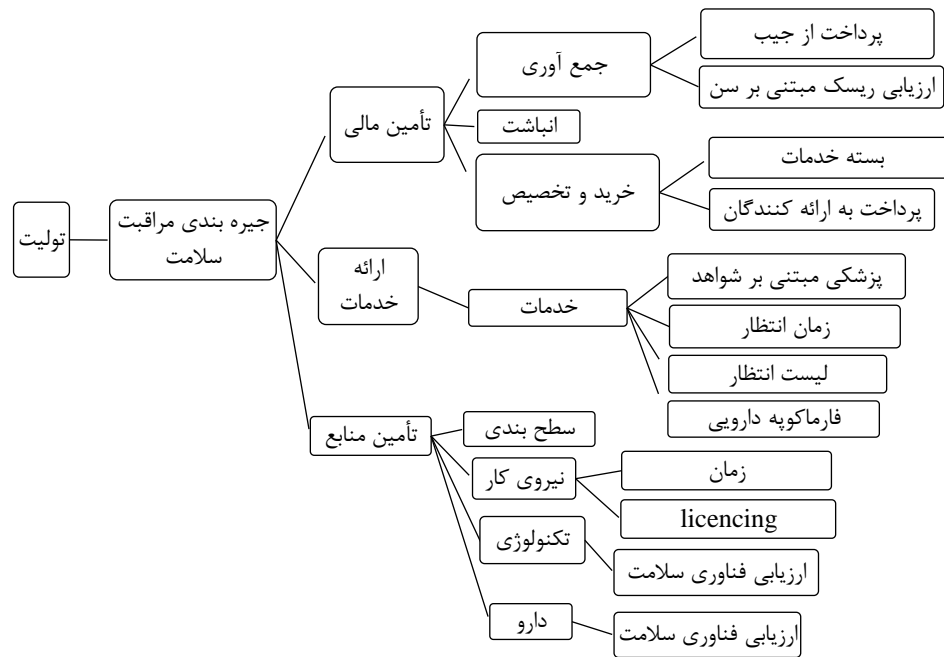 تولیت
جیره بندی مراقبت
سلامت
تأمین مالی
جمع آوری
پرداخت از جیب
ارزیابی ریسک مبتنی بر سن
انباشت
خرید و تخصیص
بسته خدمات
پرداخت به ارائه کنندگان
ارائه
خدمات
خدمات
پزشکی مبتنی بر شواهد
زمان انتظار
لیست انتظار
فارماکوپه دارویی
تأمین منابع
سطح بندی
نیروی کار
زمان
licencing
تکنولوژی
ارزیابی فناوری سلامت
دارو
ارزیابی فناوری سلامت